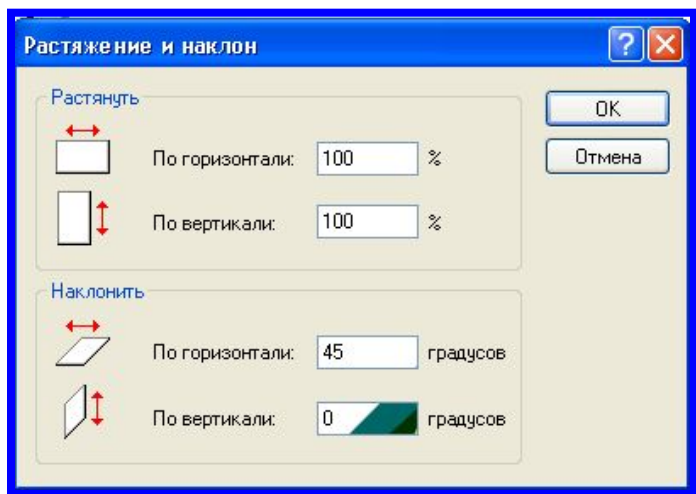 Растяжение и наклон
Растянуть
По горизонтали: 100 %
По вертикали: 100 %
OK
Отмена
Наклонить
По горизонтали: 45 градусов
По вертикали: 0 градусов